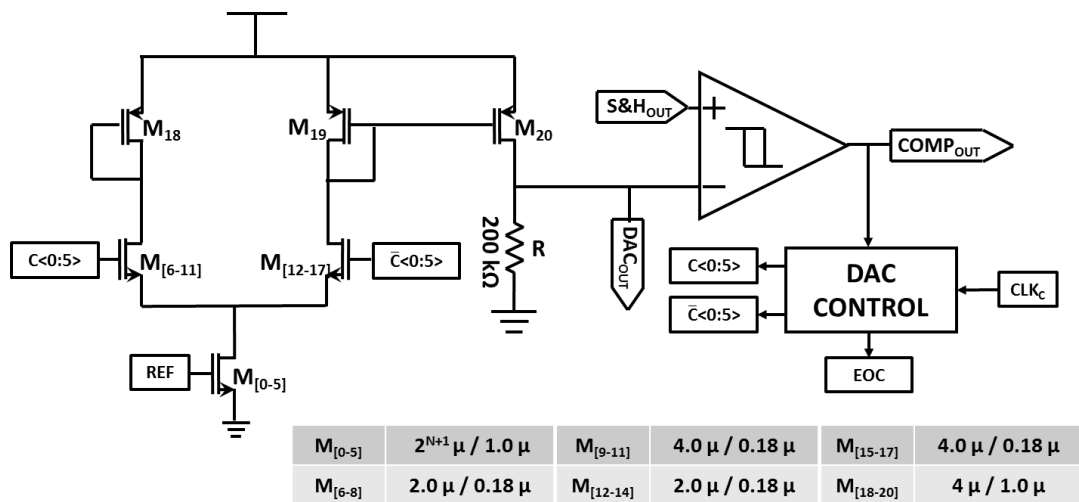 M18
M19
M20
S&HOUT
COMPOUT
+
−
C<0:5>
M[6-11]
M[12-17]
C̄<0:5>
200 kΩ
R
DACOUT
REF
M[0-5]
C<0:5>
C̄<0:5>
DAC
CONTROL
CLKC
EOC
M[0-5] 2N+1 μ / 1.0 μ M[9-11] 4.0 μ / 0.18 μ M[15-17] 4.0 μ / 0.18 μ
M[6-8] 2.0 μ / 0.18 μ M[12-14] 2.0 μ / 0.18 μ M[18-20] 4 μ / 1.0 μ